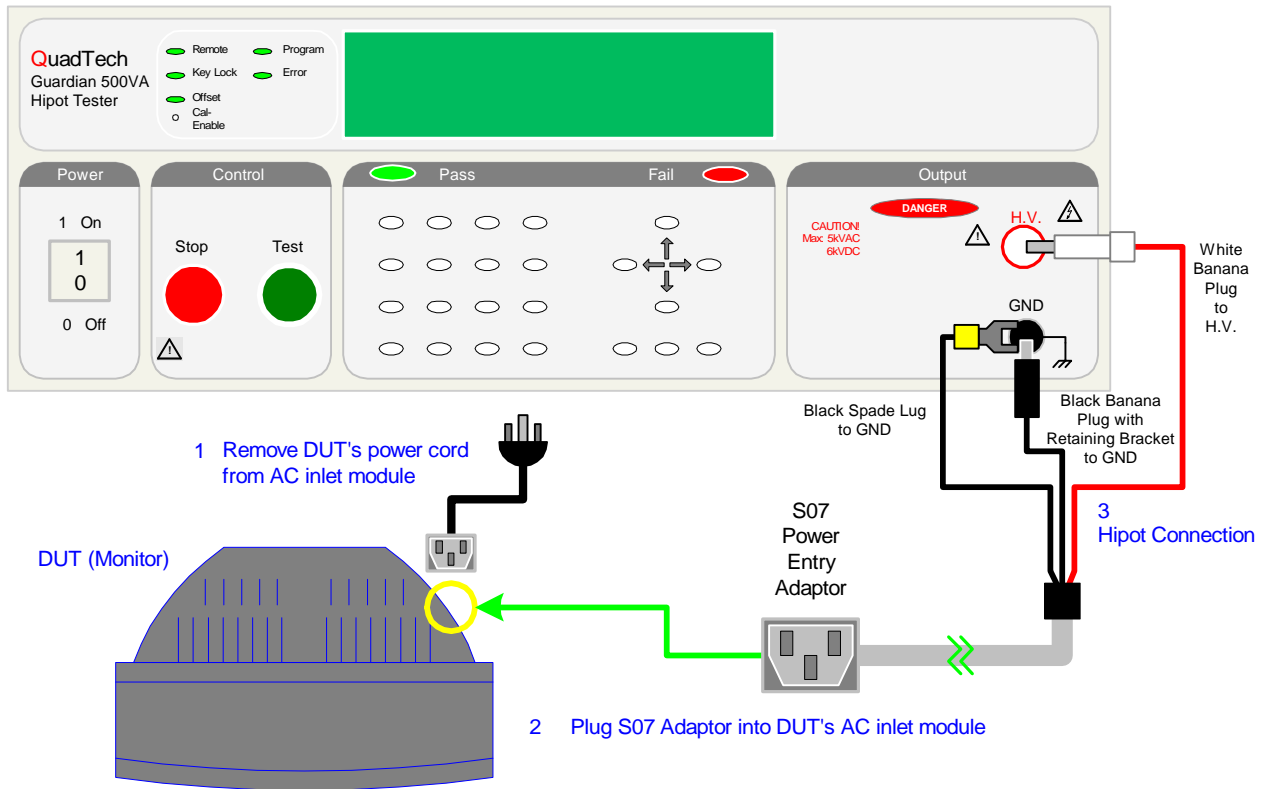 QuadTech
Guardian 500VA
Hipot Tester
Remote
Program
Key Lock
Error
Offset
Cal-
Enable
Power
Control
Pass
Fail
Output
1 On
1
0
0 Off
Stop
Test
!
DANGER
CAUTION!
Max: 5kVAC
6kVDC
!
H.V.
GND
White
Banana
Plug
to
H.V.
Black Spade Lug
to GND
Black Banana
Plug with
Retaining Bracket
to GND
1 Remove DUT's power cord
from AC inlet module
DUT (Monitor)
S07
Power
Entry
Adaptor
3
Hipot Connection
2 Plug S07 Adaptor into DUT's AC inlet module